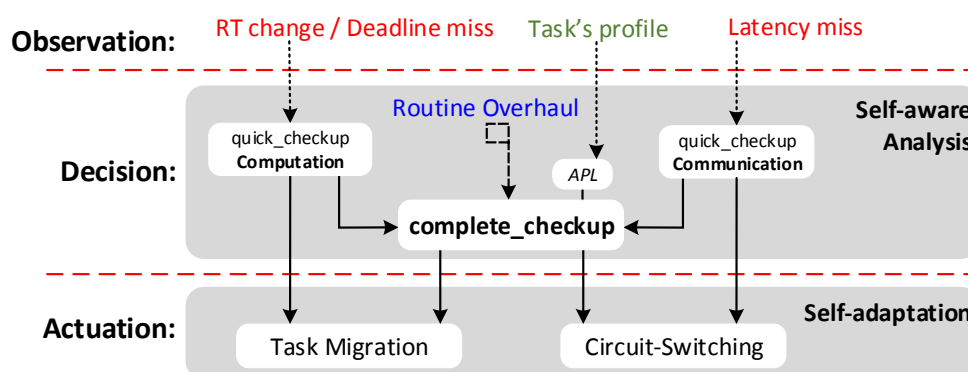 Observation:
RT change / Deadline miss
Task's profile
Latency miss
Decision:
Routine Overhaul
Self-aware
Analysis
quick_checkup
Computation
quick_checkup
Communication
APL
complete_checkup
Actuation:
Self-adaptation
Task Migration
Circuit-Switching